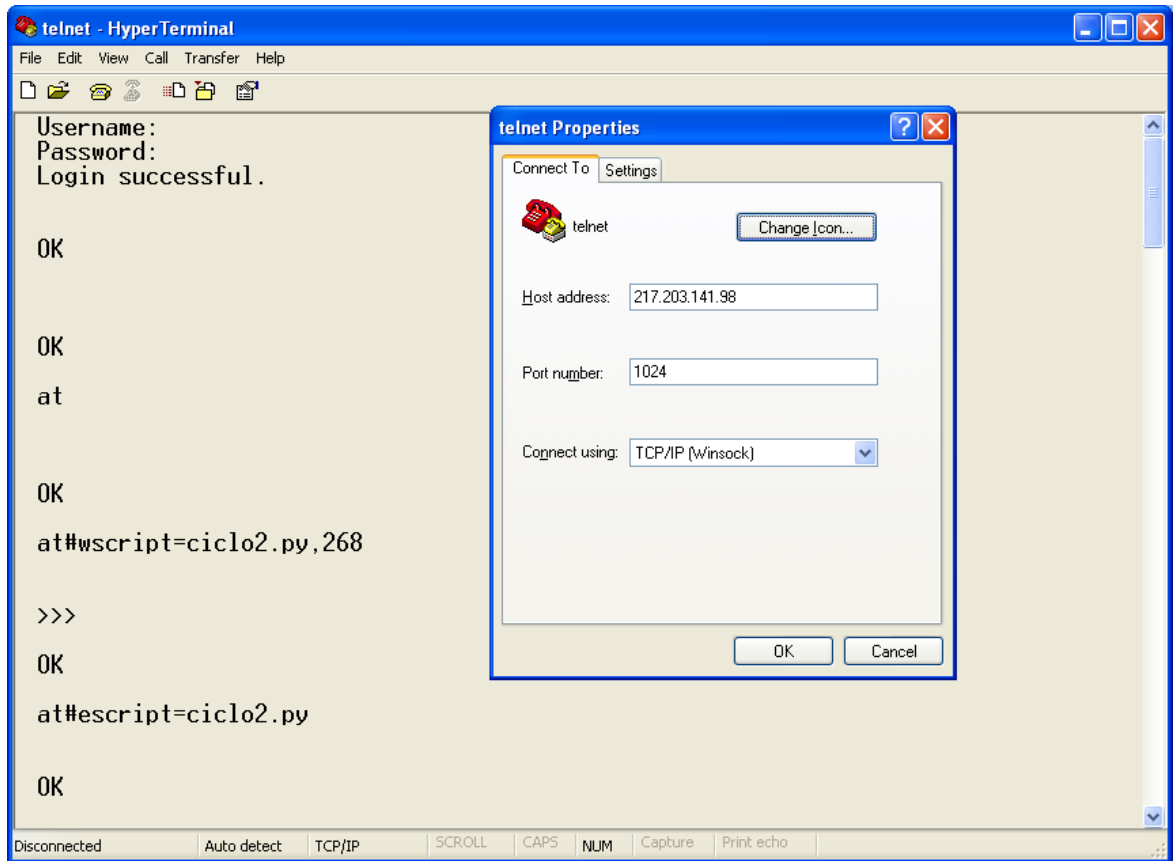 telnet - HyperTerminal
File Edit View Call Transfer Help
Username:
Password:
Login successful.
OK
OK
at
OK
at#wscript=ciclo2.py,268
>>>
OK
at#escript=ciclo2.py
OK
telnet Properties
Connect To Settings
telnet
Change Icon...
Host address: 217.203.141.98
Port number: 1024
Connect using: TCP/IP (Winsock)
OK Cancel
Disconnected Auto detect TCP/IP SCROLL CAPS NUM Capture Print echo